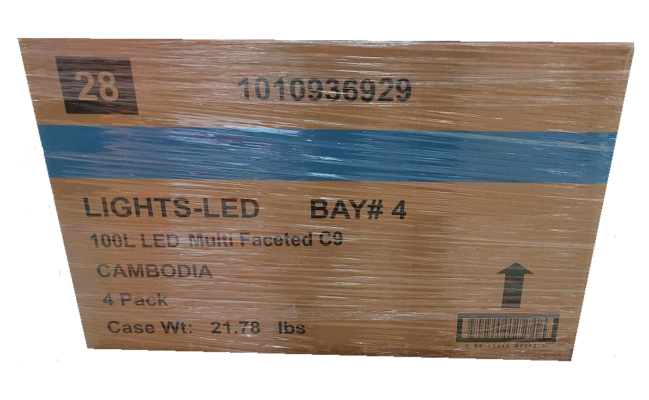 28
1010936929
LIGHTS-LED BAY# 4
100L LED Multi Faceted C9
CAMBODIA
4 Pack
Case Wt: 21.78 lbs